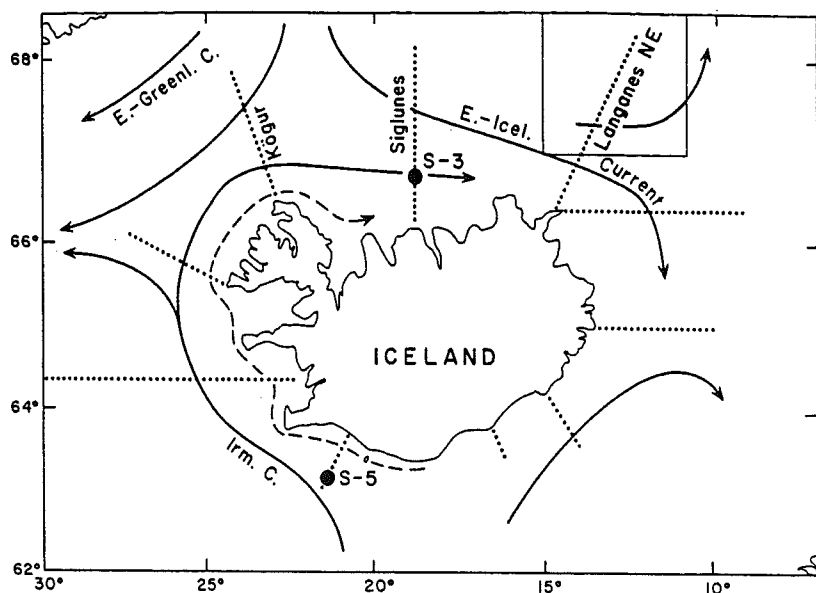 68°
66°
64°
62°
30°
25°
20°
15°
10°
E.-Greenl. C.
Kögur
Siglunes
S-3
E.-Icel.
Current
Langanes NE
ICELAND
Irm. C.
S-5